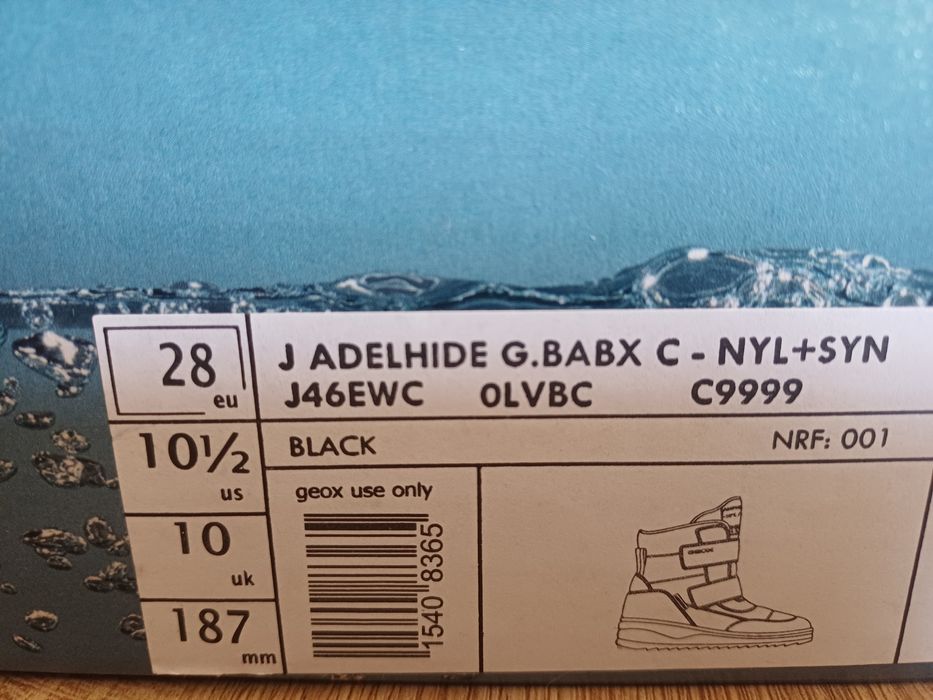 28 eu
J ADELHIDE G.BABX C - NYL+SYN
J46EWC 0LVBC C9999
10½ us
BLACK NRF: 001
geox use only
10 uk
1540 8365
GEOX
187 mm